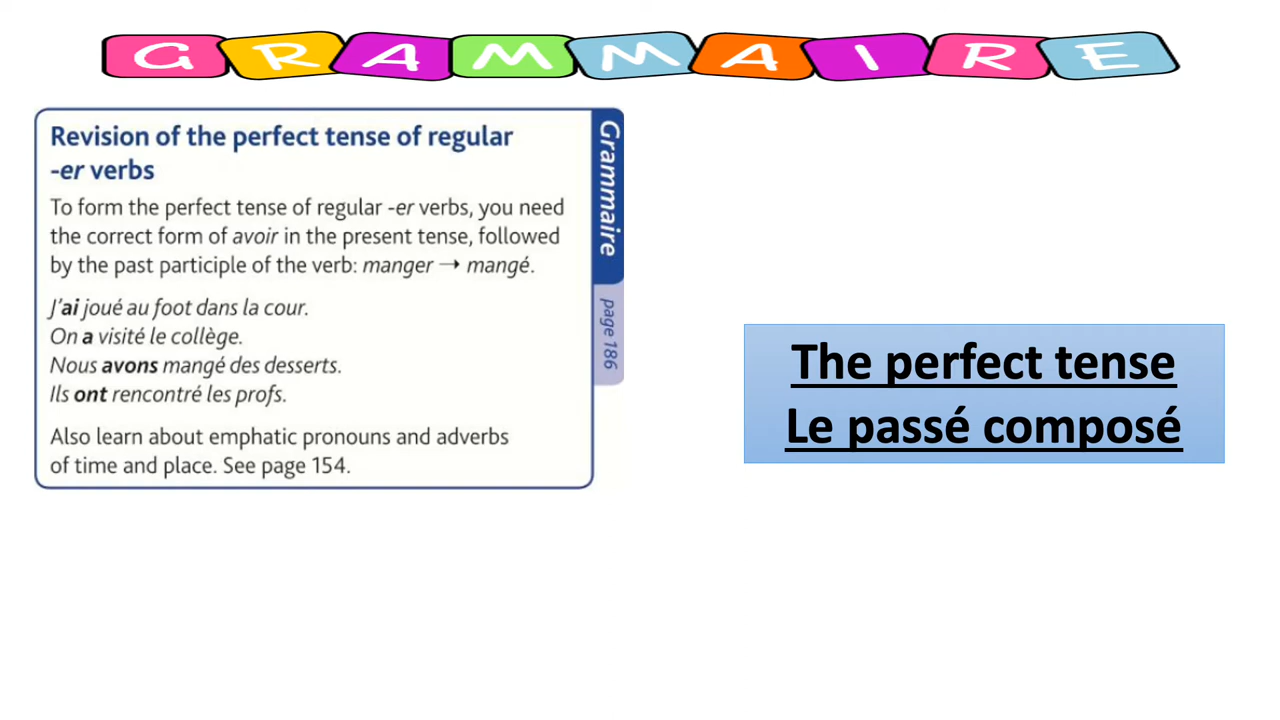 GRAMMAIRE
Revision of the perfect tense of regular
-er verbs
To form the perfect tense of regular -er verbs, you need
the correct form of avoir in the present tense, followed
by the past participle of the verb: manger → mangé.
J'ai joué au foot dans la cour.
On a visité le collège.
Nous avons mangé des desserts.
Ils ont rencontré les profs.
Also learn about emphatic pronouns and adverbs
of time and place. See page 154.
Grammaire
page 186
The perfect tense
Le passé composé